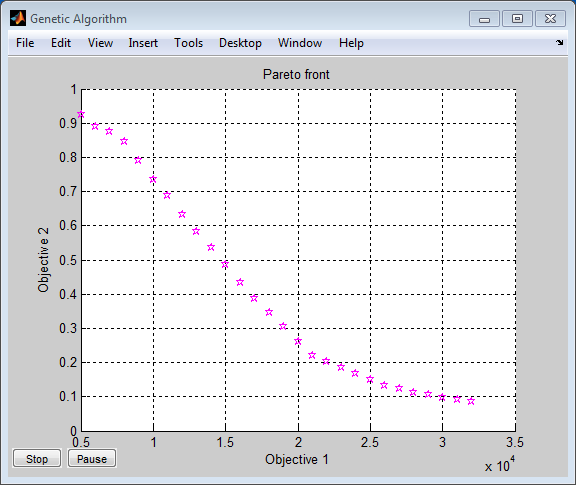 Genetic Algorithm
File Edit View Insert Tools Desktop Window Help
Pareto front
1
0.9
0.8
0.7
0.6
0.5
0.4
0.3
0.2
0.1
0
Objective 2
0.5 1 1.5 2 2.5 3 3.5
Objective 1
x 10^4
Stop Pause